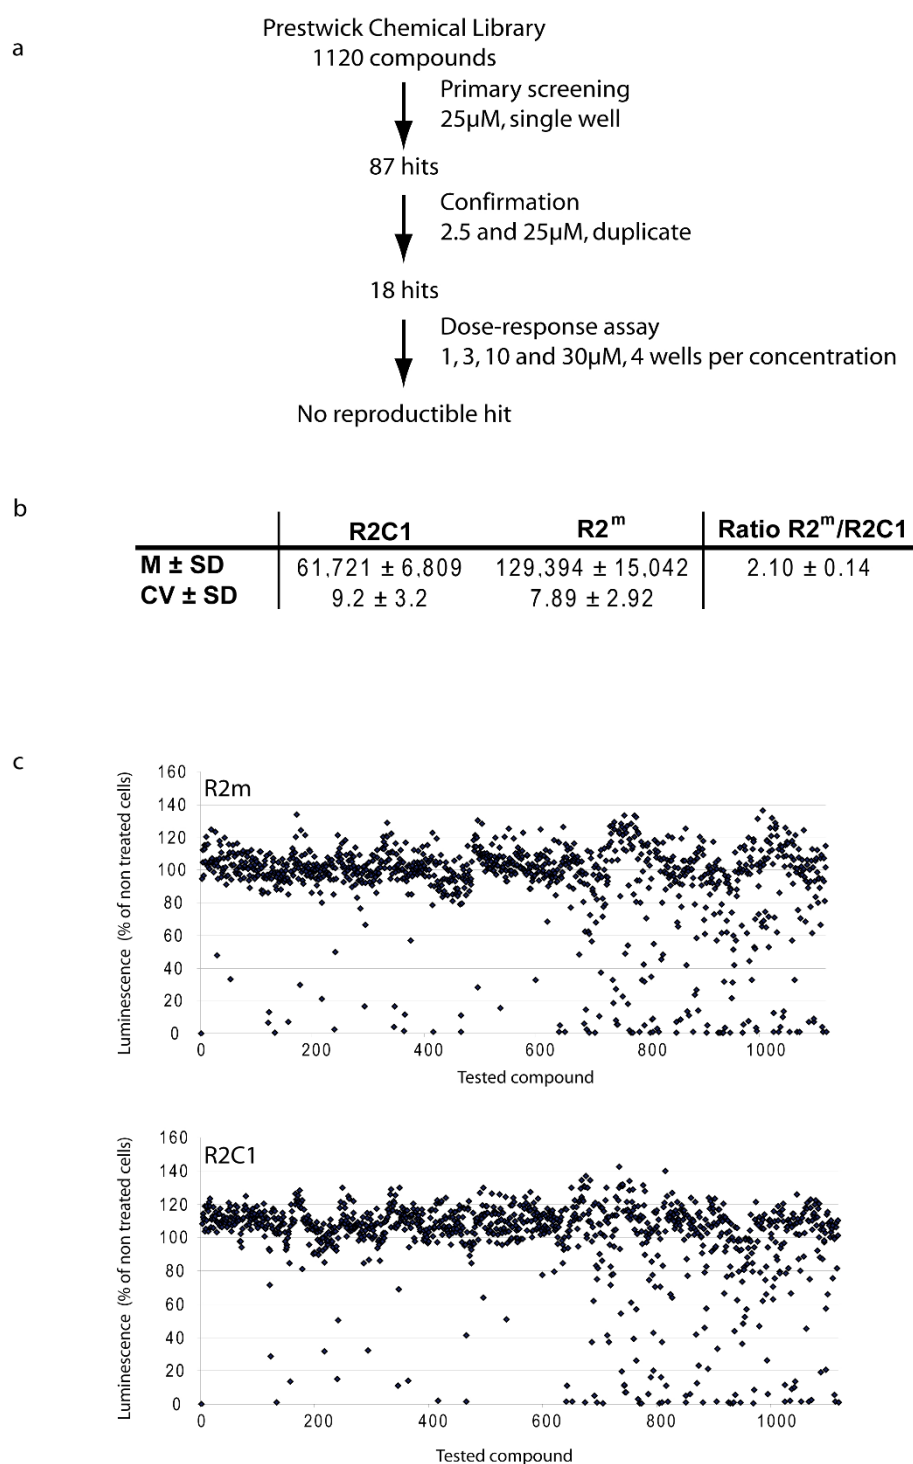 a
Prestwick Chemical Library
1120 compounds
Primary screening
25µM, single well
87 hits
Confirmation
2.5 and 25µM, duplicate
18 hits
Dose-response assay
1, 3, 10 and 30µM, 4 wells per concentration
No reproductible hit
b
R2C1 R2m Ratio R2m/R2C1
M ± SD 61,721 ± 6,809 129,394 ± 15,042 2.10 ± 0.14
CV ± SD 9.2 ± 3.2 7.89 ± 2.92
c
R2m
Luminescence (% of non treated cells)
160
140
120
100
80
60
40
20
0
0 200 400 600 800 1000
Tested compound
R2C1
Luminescence (% of non treated cells)
160
140
120
100
80
60
40
20
0
0 200 400 600 800 1000
Tested compound